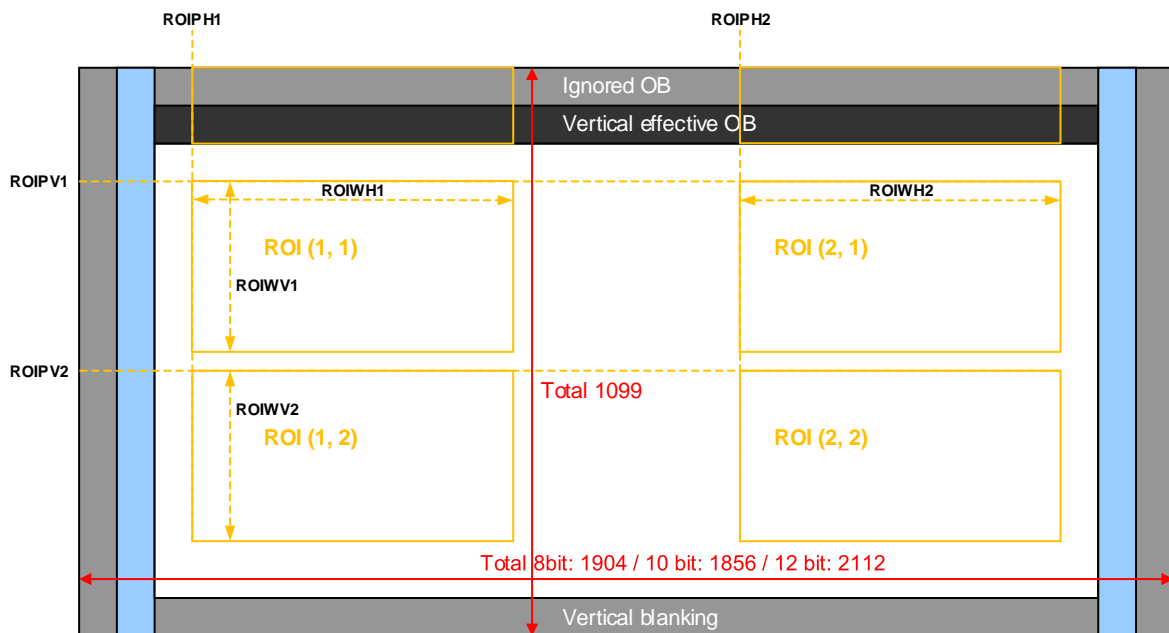 ROIPH1
ROIPH2
Ignored OB
Vertical effective OB
ROIPV1
ROIWH1
ROIWH2
ROI (1, 1)
ROI (2, 1)
ROIWV1
ROIPV2
Total 1099
ROIWV2
ROI (1, 2)
ROI (2, 2)
Total 8bit: 1904 / 10 bit: 1856 / 12 bit: 2112
Vertical blanking